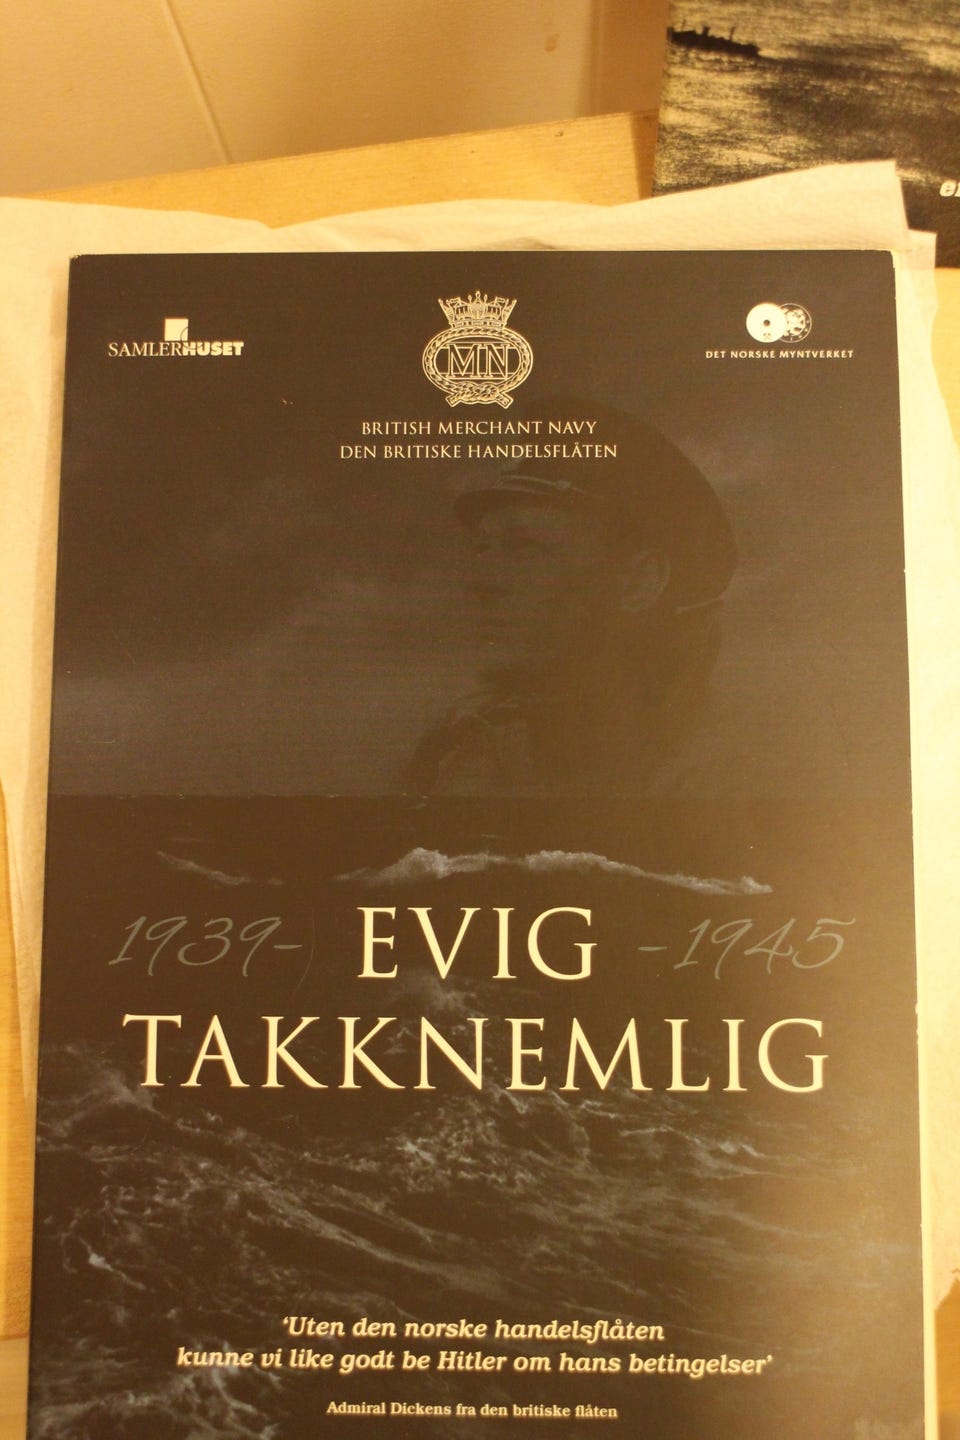 SAMLERHUSET
MN
DET NORSKE MYNTVERKET
BRITISH MERCHANT NAVY
DEN BRITISKE HANDELSFLÅTEN
1939- EVIG -1945
TAKKNEMLIG
‘Uten den norske handelsflåten
kunne vi like godt be Hitler om hans betingelser’
Admiral Dickens fra den britiske flåten